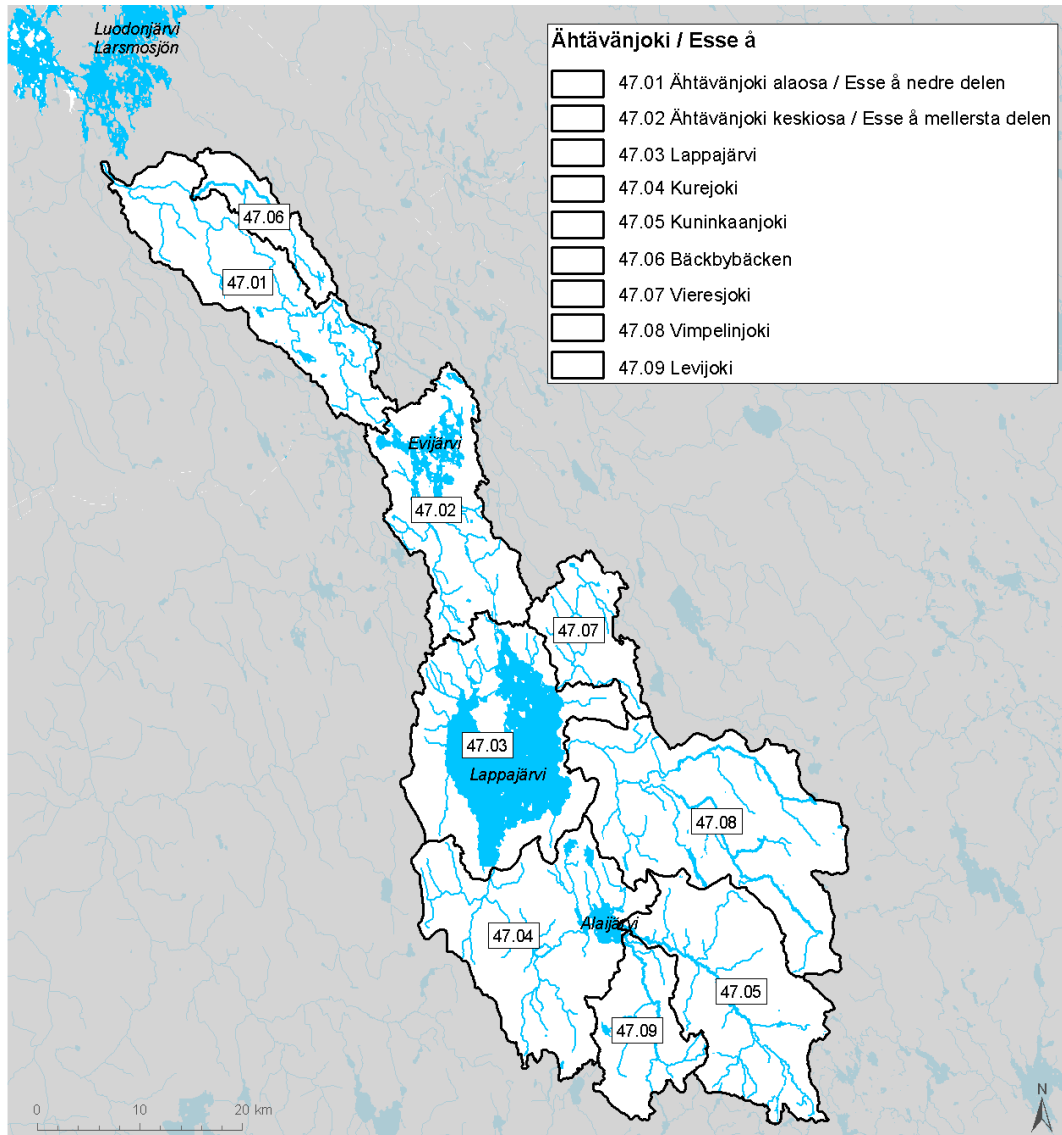 Luodonjärvi
Larsmosjön
Ähtävänjoki / Esse å
47.01 Ähtävänjoki alaosa / Esse å nedre delen
47.02 Ähtävänjoki keskiosa / Esse å mellersta delen
47.03 Lappajärvi
47.04 Kurejoki
47.05 Kuninkaanjoki
47.06 Bäckbybäcken
47.07 Vieresjoki
47.08 Vimpelinjoki
47.09 Levijoki
47.06
47.01
Evijärvi
47.02
47.07
47.03
Lappajärvi
47.08
Alaijärvi
47.04
47.05
47.09
0 10 20 km
N